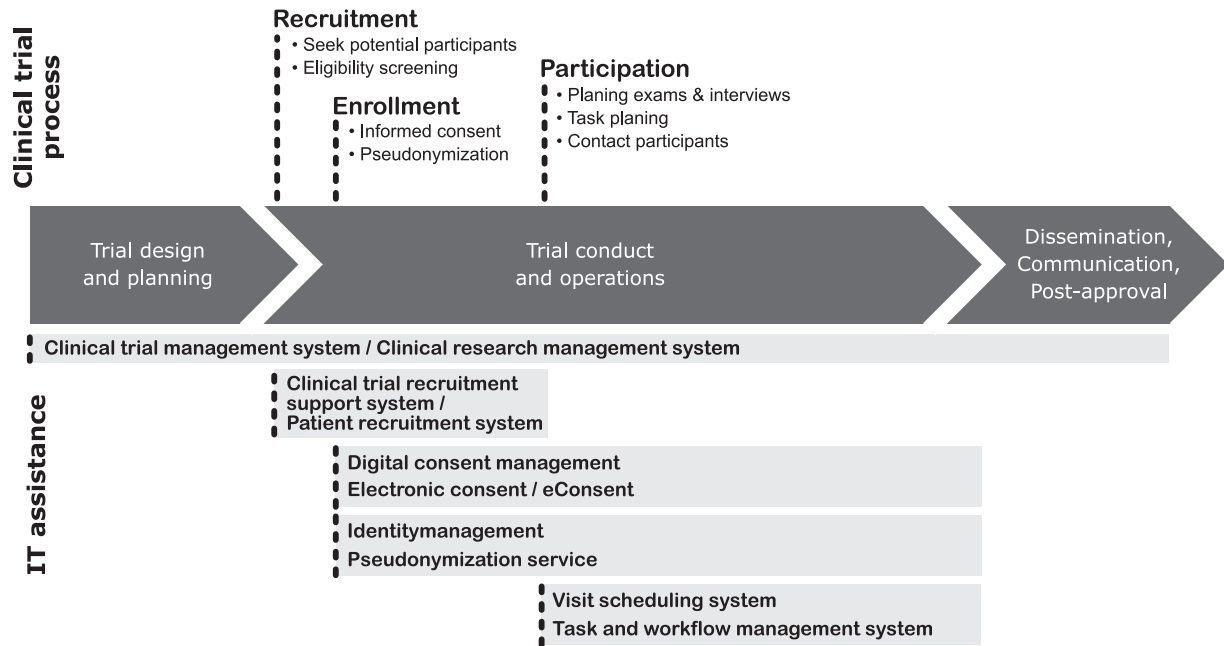 Clinical trial
process
Recruitment
• Seek potential participants
• Eligibility screening
Enrollment
• Informed consent
• Pseudonymization
Participation
• Planing exams & interviews
• Task planing
• Contact participants
Trial design
and planning
Trial conduct
and operations
Dissemination,
Communication,
Post-approval
IT assistance
Clinical trial management system / Clinical research management system
Clinical trial recruitment
support system /
Patient recruitment system
Digital consent management
Electronic consent / eConsent
Identitymanagement
Pseudonymization service
Visit scheduling system
Task and workflow management system